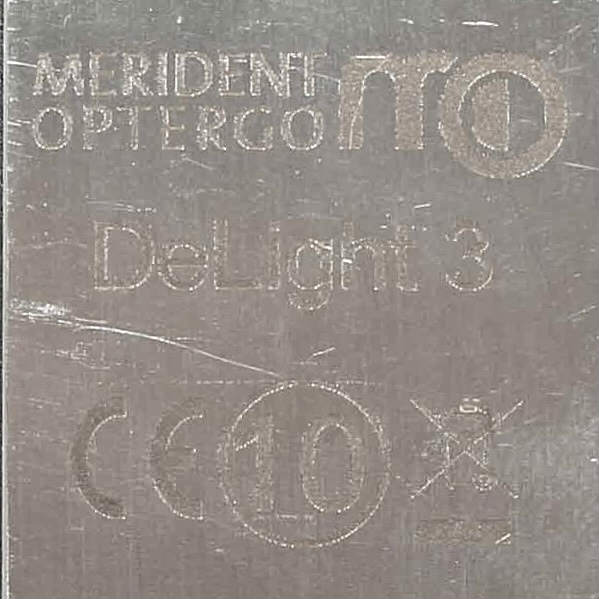 MERIDENT
OPTERGO mo
DeLight 3
CE 10